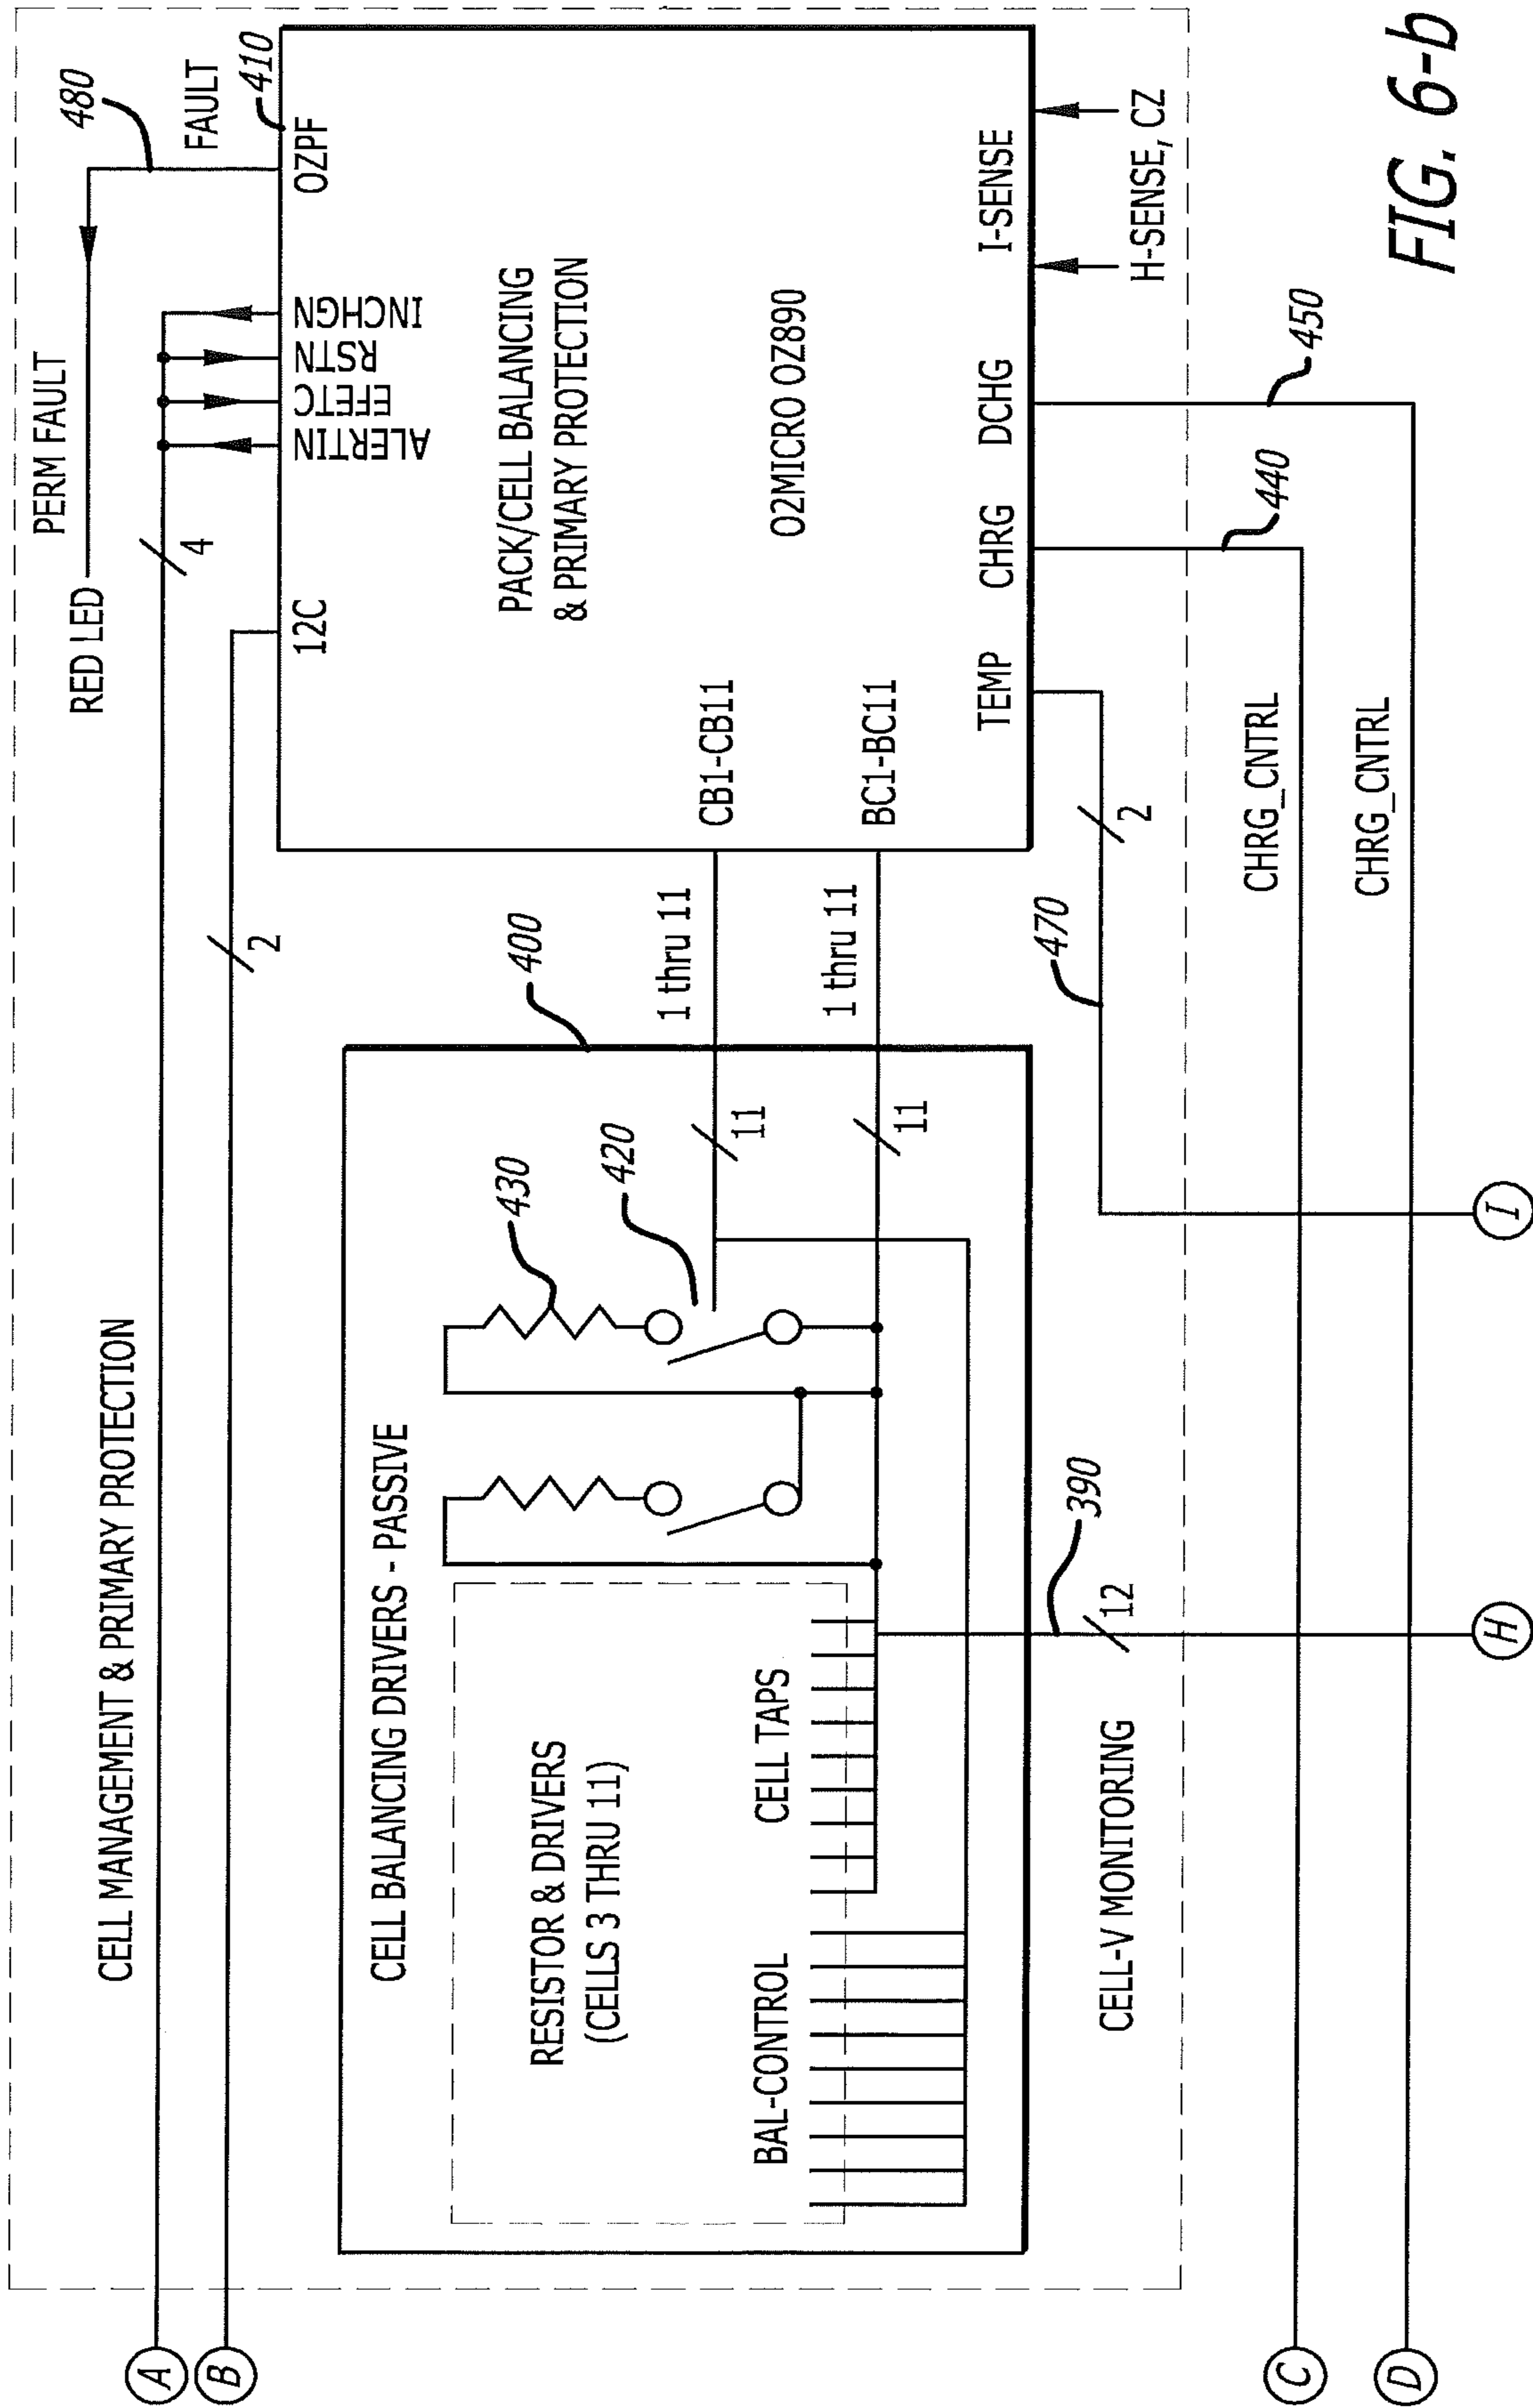 CELL MANAGEMENT & PRIMARY PROTECTION
A
B
C
D
H
I
RED LED
PERM FAULT
480
FAULT
410
4
2
12C
ALERTIN
EFETC
RSTN
INCHGN
OZPF
PACK/CELL BALANCING
& PRIMARY PROTECTION
O2MICRO OZ890
CB1-CB11
BC1-BC11
TEMP
CHRG
DCHG
I-SENSE
H-SENSE, CZ
CELL BALANCING DRIVERS - PASSIVE
400
430
420
1 thru 11
1 thru 11
11
11
RESISTOR & DRIVERS
(CELLS 3 THRU 11)
BAL-CONTROL
CELL TAPS
CELL-V MONITORING
12
390
470
2
440
450
CHRG_CNTRL
CHRG_CNTRL
FIG. 6-b